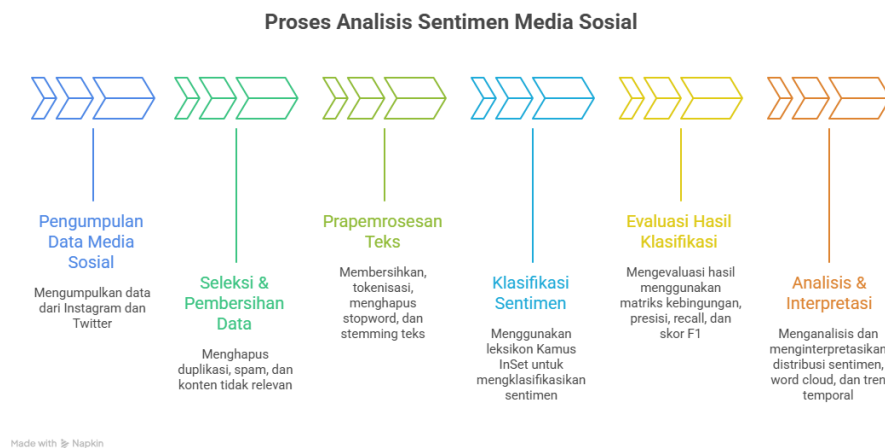 Proses Analisis Sentimen Media Sosial
Pengumpulan
Data Media
Sosial
Mengumpulkan data
dari Instagram dan
Twitter
Seleksi &
Pembersihan
Data
Menghapus
duplikasi, spam, dan
konten tidak relevan
Prapemrosesan
Teks
Membersihkan,
tokenisasi,
menghapus
stopword, dan
stemming teks
Klasifikasi
Sentimen
Menggunakan
leksikon Kamus
InSet untuk
mengklasifikasikan
sentimen
Evaluasi Hasil
Klasifikasi
Mengevaluasi hasil
menggunakan
matriks kebingungan,
presisi, recall, dan
skor F1
Analisis &
Interpretasi
Menganalisis dan
menginterpretasikan
distribusi sentimen,
word cloud, dan tren
temporal
Made with Napkin